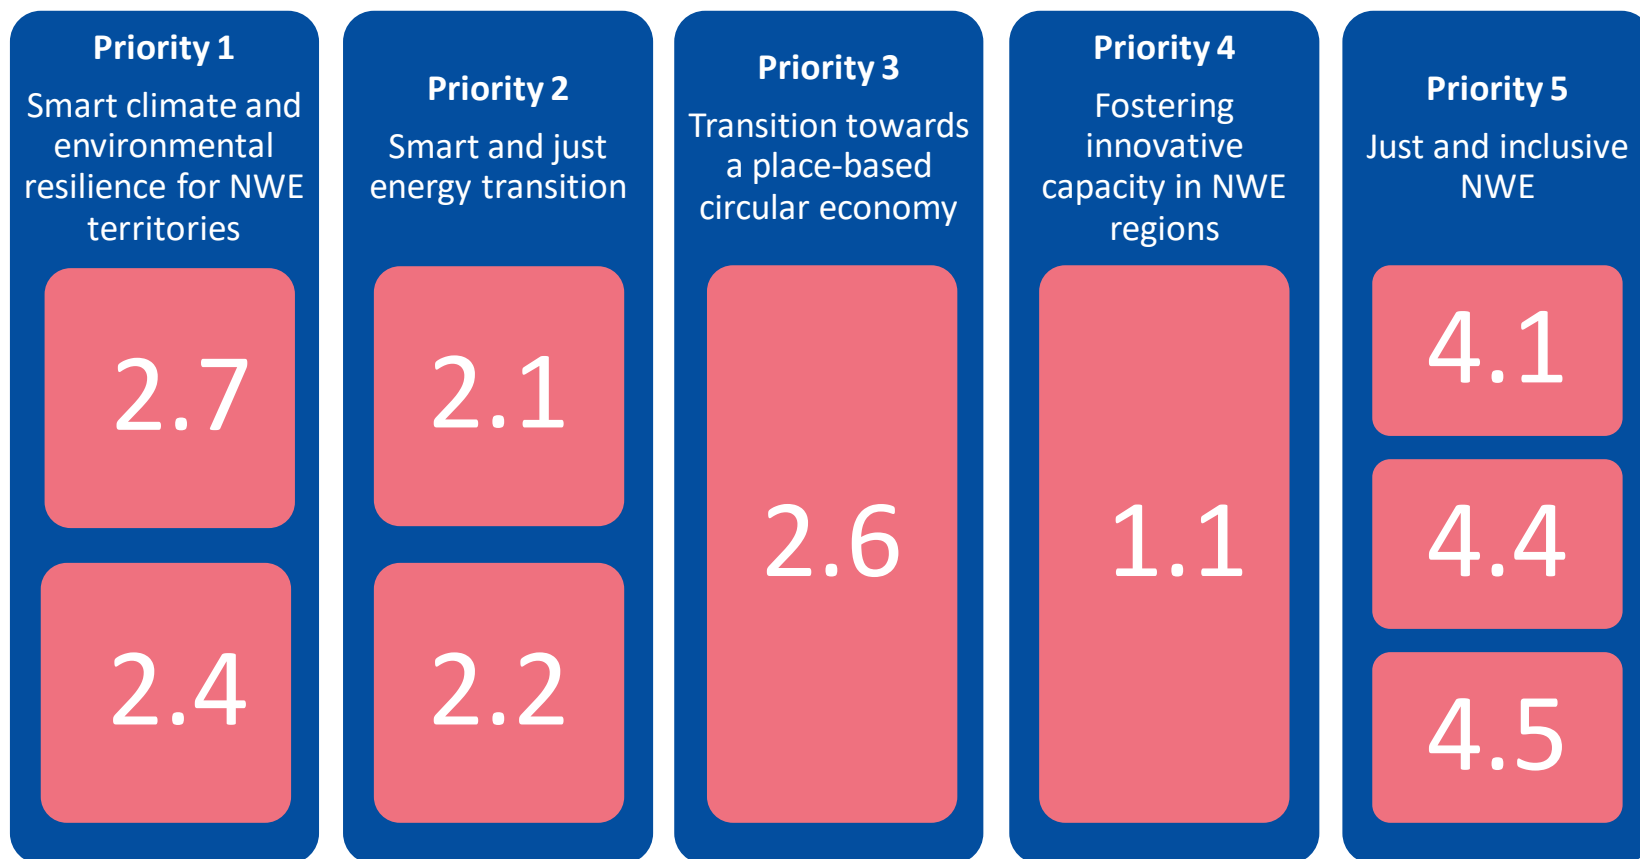 Priority 1
Smart climate and
environmental
resilience for NWE
territories
2.7
2.4
Priority 2
Smart and just
energy transition
2.1
2.2
Priority 3
Transition towards
a place-based
circular economy
2.6
Priority 4
Fostering
innovative
capacity in NWE
regions
1.1
Priority 5
Just and inclusive
NWE
4.1
4.4
4.5